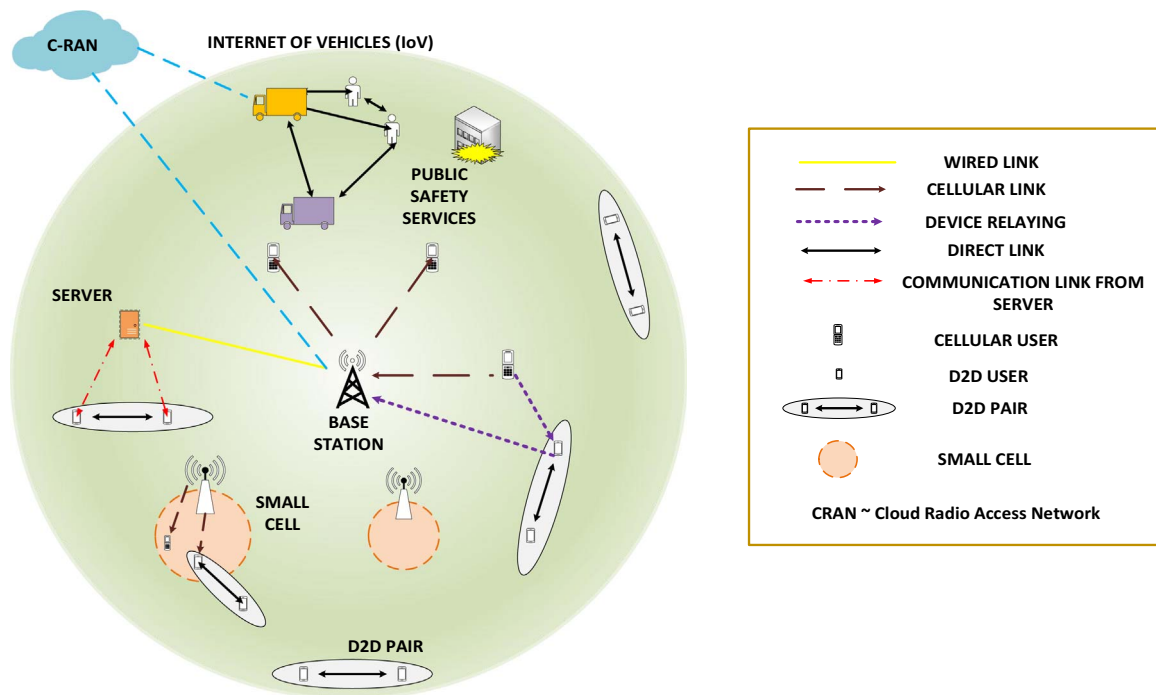 C-RAN
INTERNET OF VEHICLES (IoV)
PUBLIC
SAFETY
SERVICES
SERVER
BASE
STATION
SMALL
CELL
D2D PAIR
WIRED LINK
CELLULAR LINK
DEVICE RELAYING
DIRECT LINK
COMMUNICATION LINK FROM
SERVER
CELLULAR USER
D2D USER
D2D PAIR
SMALL CELL
CRAN ~ Cloud Radio Access Network